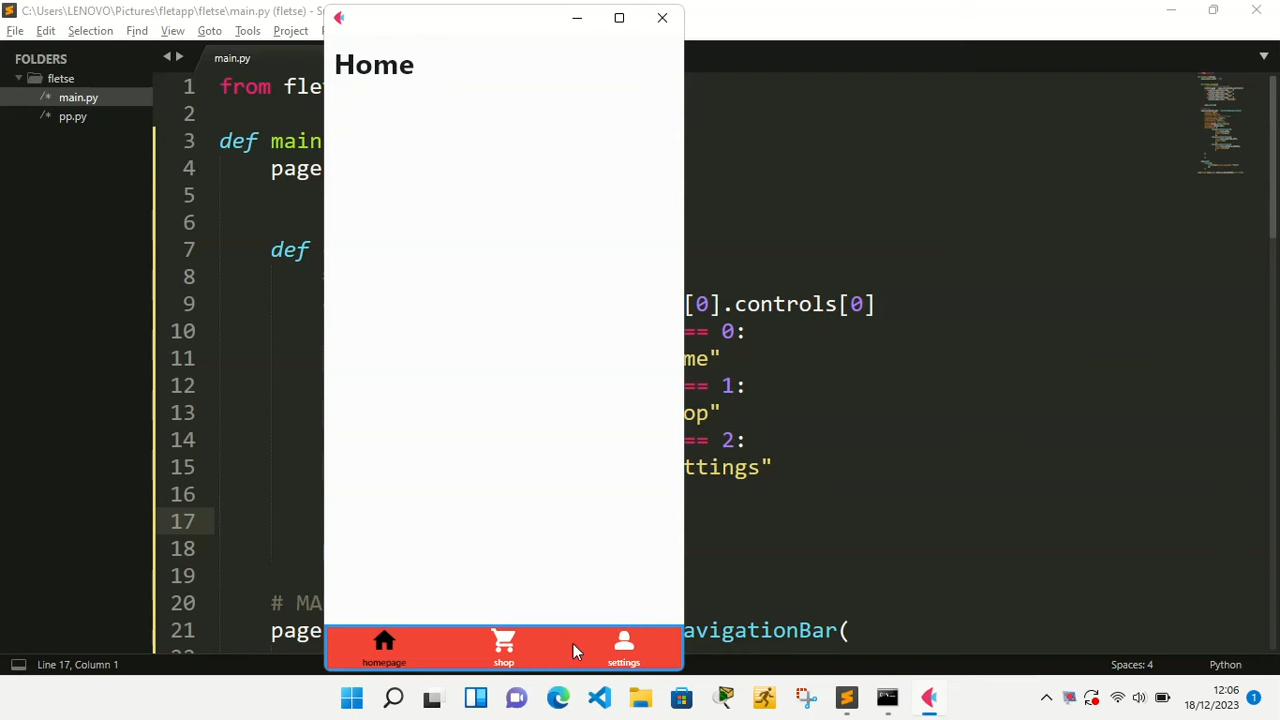 C:\Users\LENOVO\Pictures\fletapp\fletse\main.py (fletse) - Su
File Edit Selection Find View Goto Tools Project
FOLDERS
fletse
/* main.py
/* pp.py
main.py
1 from fle
2
3 def main
4 page
5
6
7 def
8
9 [0].controls[0]
10 == 0:
11 me"
12 == 1:
13 op"
14 == 2:
15 ttings"
16
17
18
19
20 # MA
21 page avigationBar(
Home
homepage shop settings
Line 17, Column 1 Spaces: 4 Python
12:06
18/12/2023 1